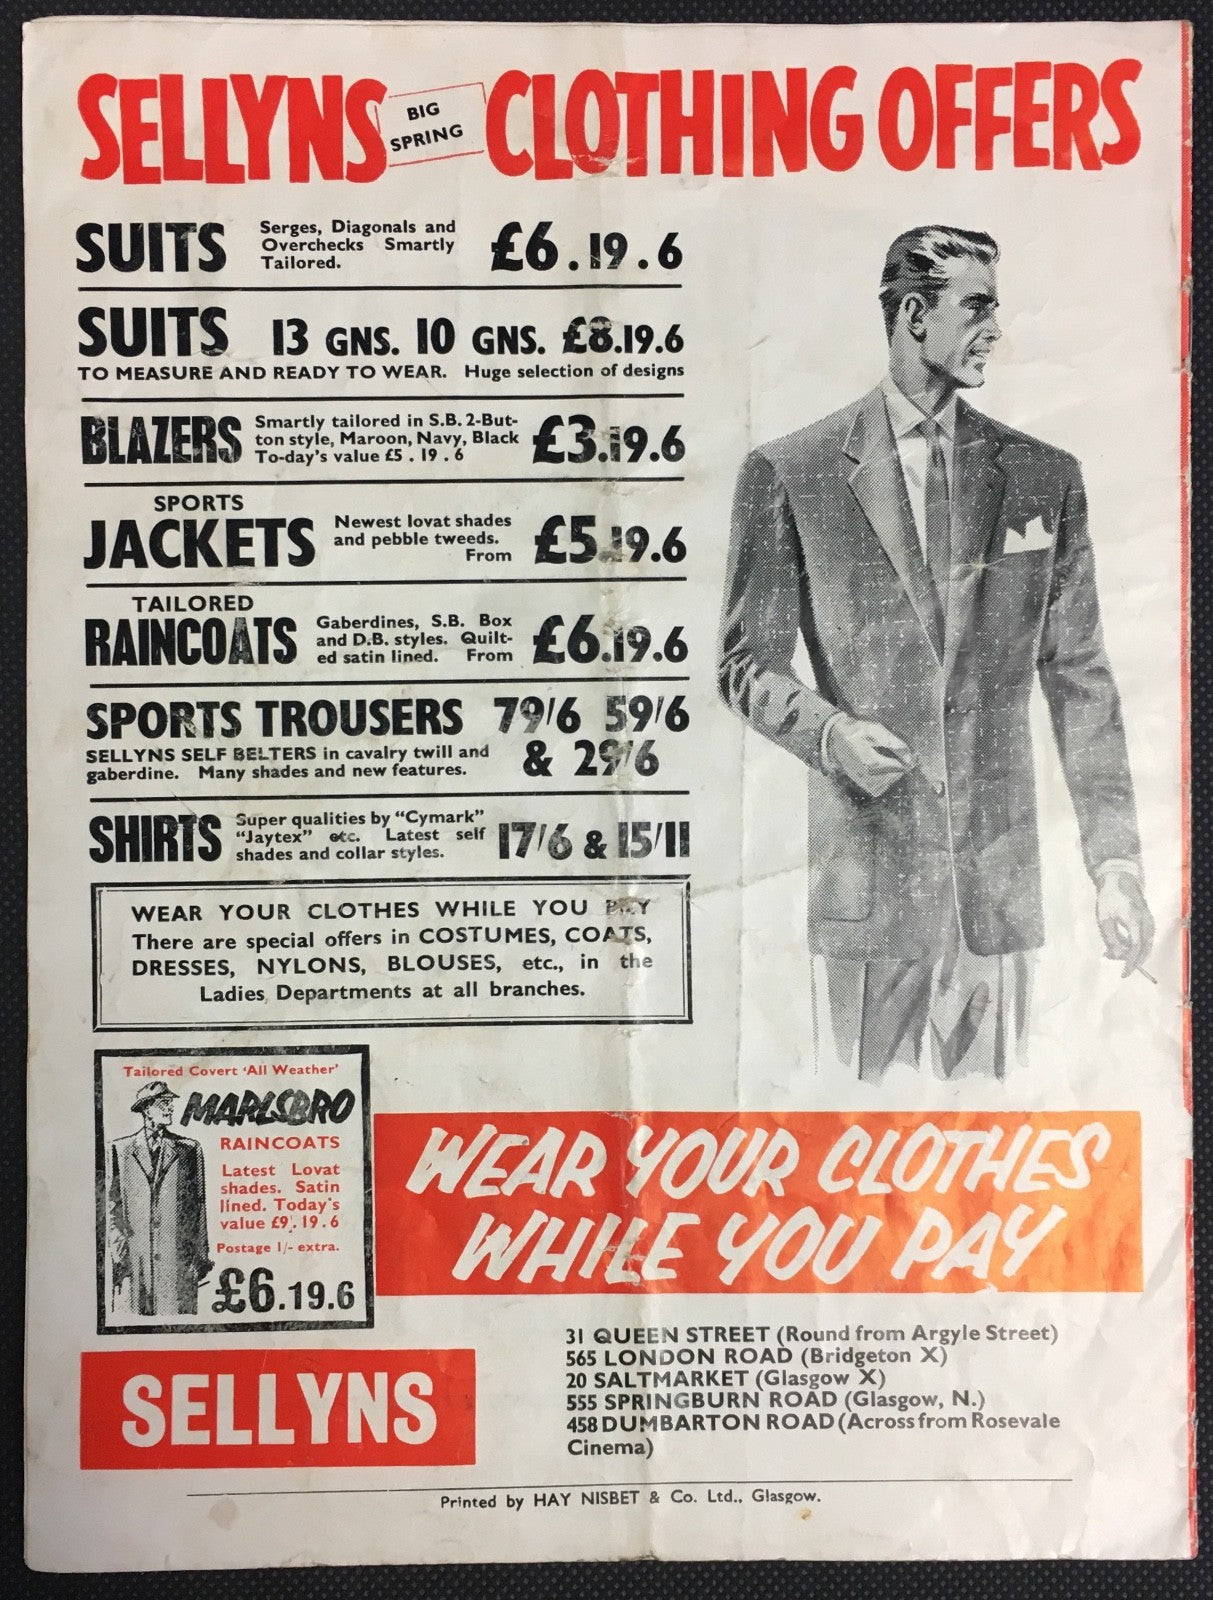 SELLYNS BIG SPRING CLOTHING OFFERS
SUITS Serges, Diagonals and Overchecks Smartly Tailored. £6.19.6
SUITS 13 GNS. 10 GNS. £8.19.6
TO MEASURE AND READY TO WEAR. Huge selection of designs
BLAZERS Smartly tailored in S.B. 2-But-
ton style, Maroon, Navy, Black
To-day's value £5.19.6
£3.19.6
SPORTS
JACKETS
Newest lovat shades
and pebble tweeds.
From
£5.19.6
TAILORED
RAINCOATS
Gaberdines, S.B. Box
and D.B. styles. Quilt-
ed satin lined. From
£6.19.6
SPORTS TROUSERS 79/6 59/6
& 29/6
SELLYNS SELF BELTERS in cavalry twill and
gaberdine. Many shades and new features.
SHIRTS
Super qualities by "Cymark"
"Jaytex" etc. Latest self
shades and collar styles.
17/6 & 15/11
WEAR YOUR CLOTHES WHILE YOU PAY
There are special offers in COSTUMES, COATS,
DRESSES, NYLONS, BLOUSES, etc., in the
Ladies Departments at all branches.
Tailored Covert 'All Weather'
MARLSBRO
RAINCOATS
Latest Lovat
shades. Satin
lined. Today's
value £9.19.6
Postage 1/- extra.
£6.19.6
WEAR YOUR CLOTHES
WHILE YOU PAY
SELLYNS
31 QUEEN STREET (Round from Argyle Street)
565 LONDON ROAD (Bridgeton X)
20 SALTMARKET (Glasgow X)
555 SPRINGBURN ROAD (Glasgow, N.)
458 DUMBARTON ROAD (Across from Rosevale
Cinema)
Printed by HAY NISBET & Co. Ltd., Glasgow.